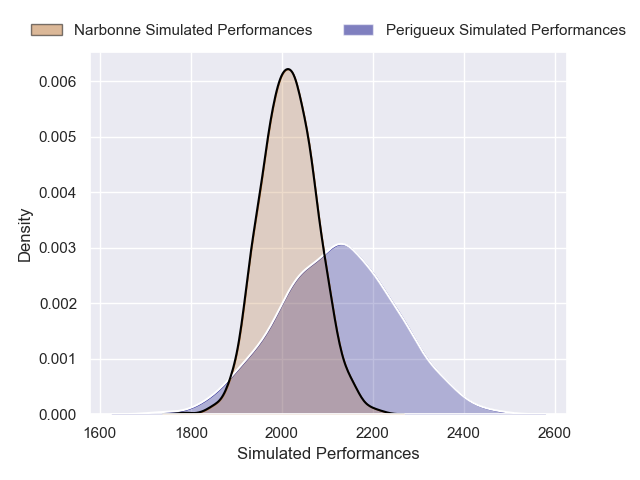 Narbonne Simulated Performances Perigueux Simulated Performances
0.006
0.005
0.004
0.003
0.002
0.001
0.000
Density
1600 1800 2000 2200 2400 2600
Simulated Performances